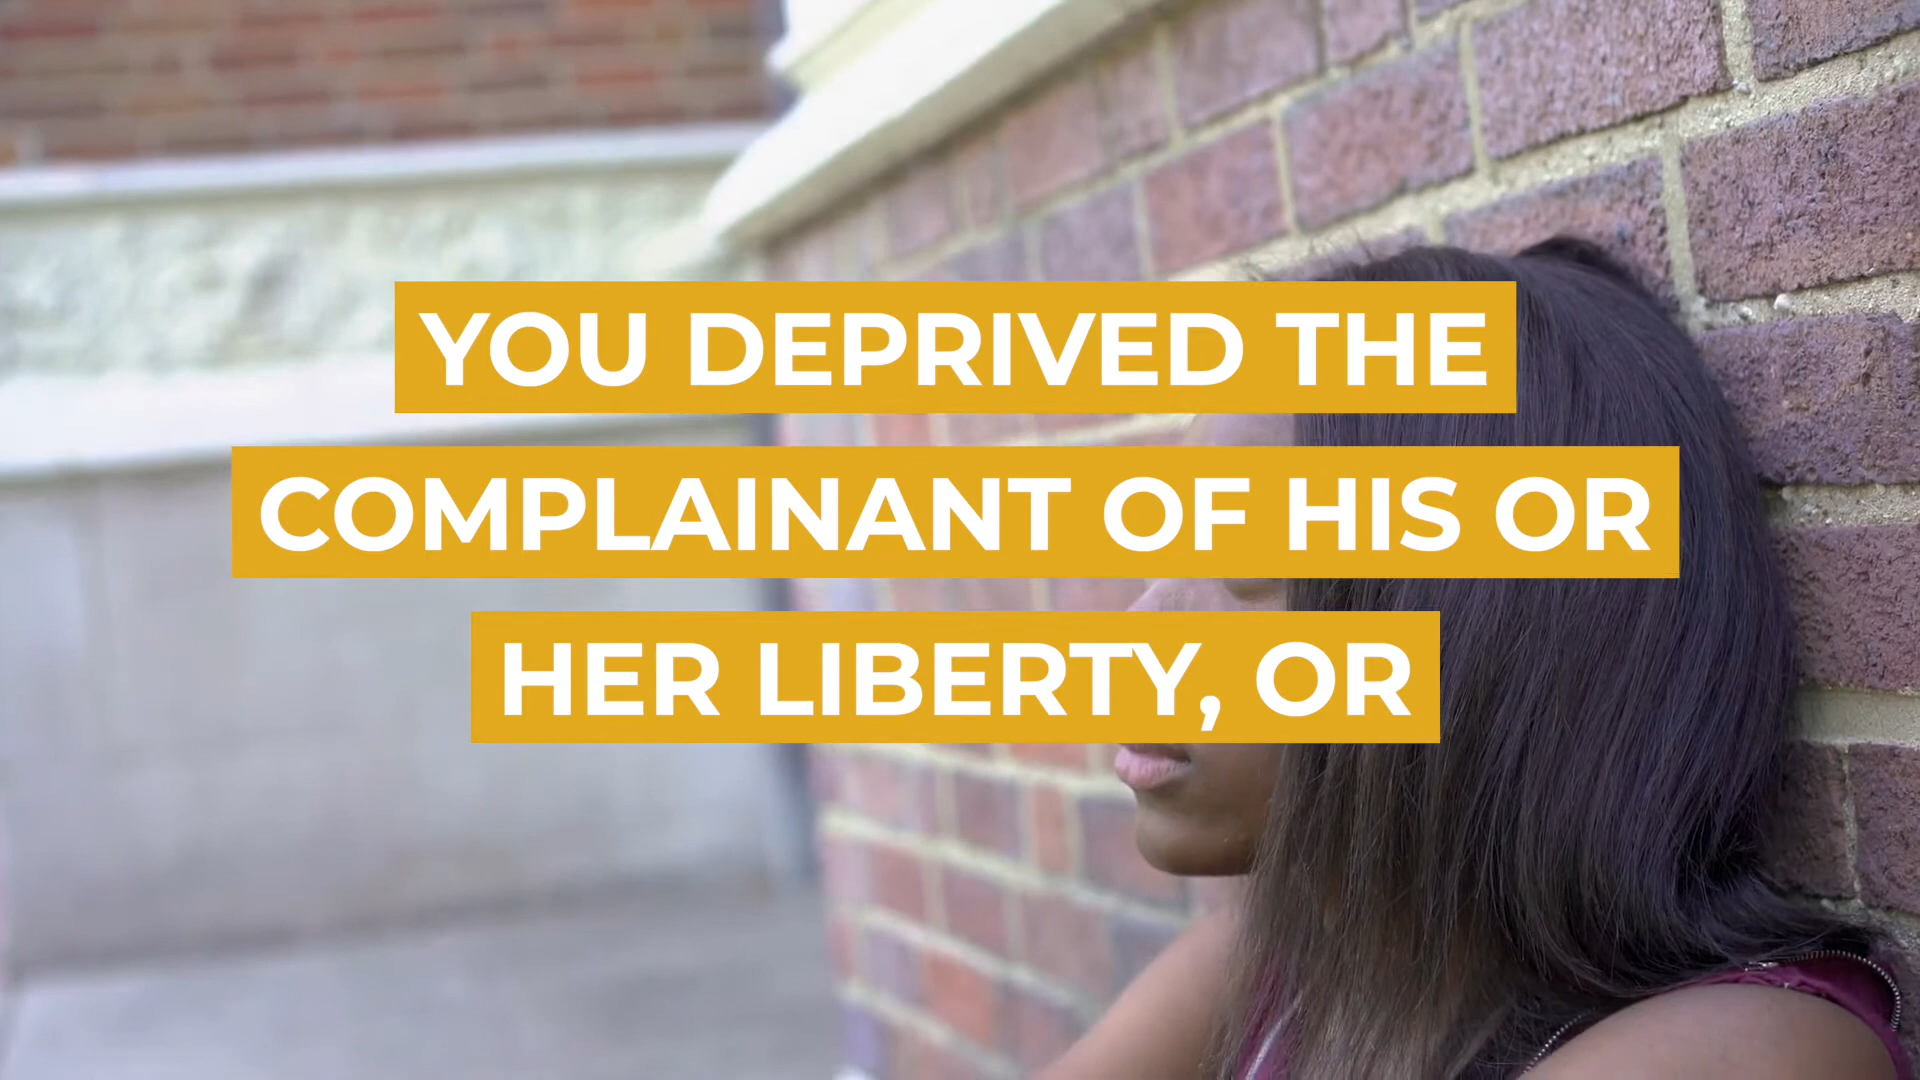 YOU DEPRIVED THE
COMPLAINANT OF HIS OR
HER LIBERTY, OR